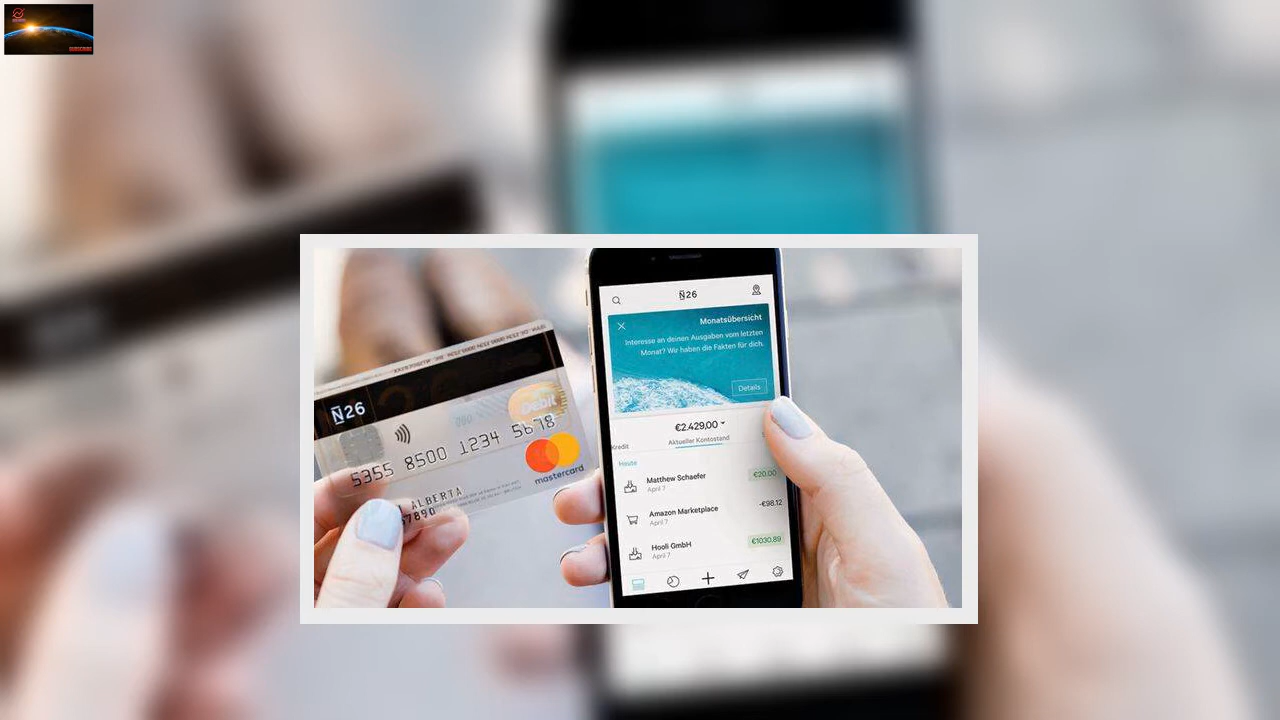 SUBSCRIBE
N26
Monatsübersicht
Interesse an deinen Ausgaben vom letzten
Monat? Wir haben die Fakten für dich.
Details
€2.429,00
Kredit
Aktueller Kontostand
Heute
Matthew Schaefer
€20.00
April 7
Amazon Marketplace
-€98.12
April 7
Hooli GmbH
€1030.89
April 7
N26
Debit
5355 8500 1234 5678
mastercard
ALBERTA
67890